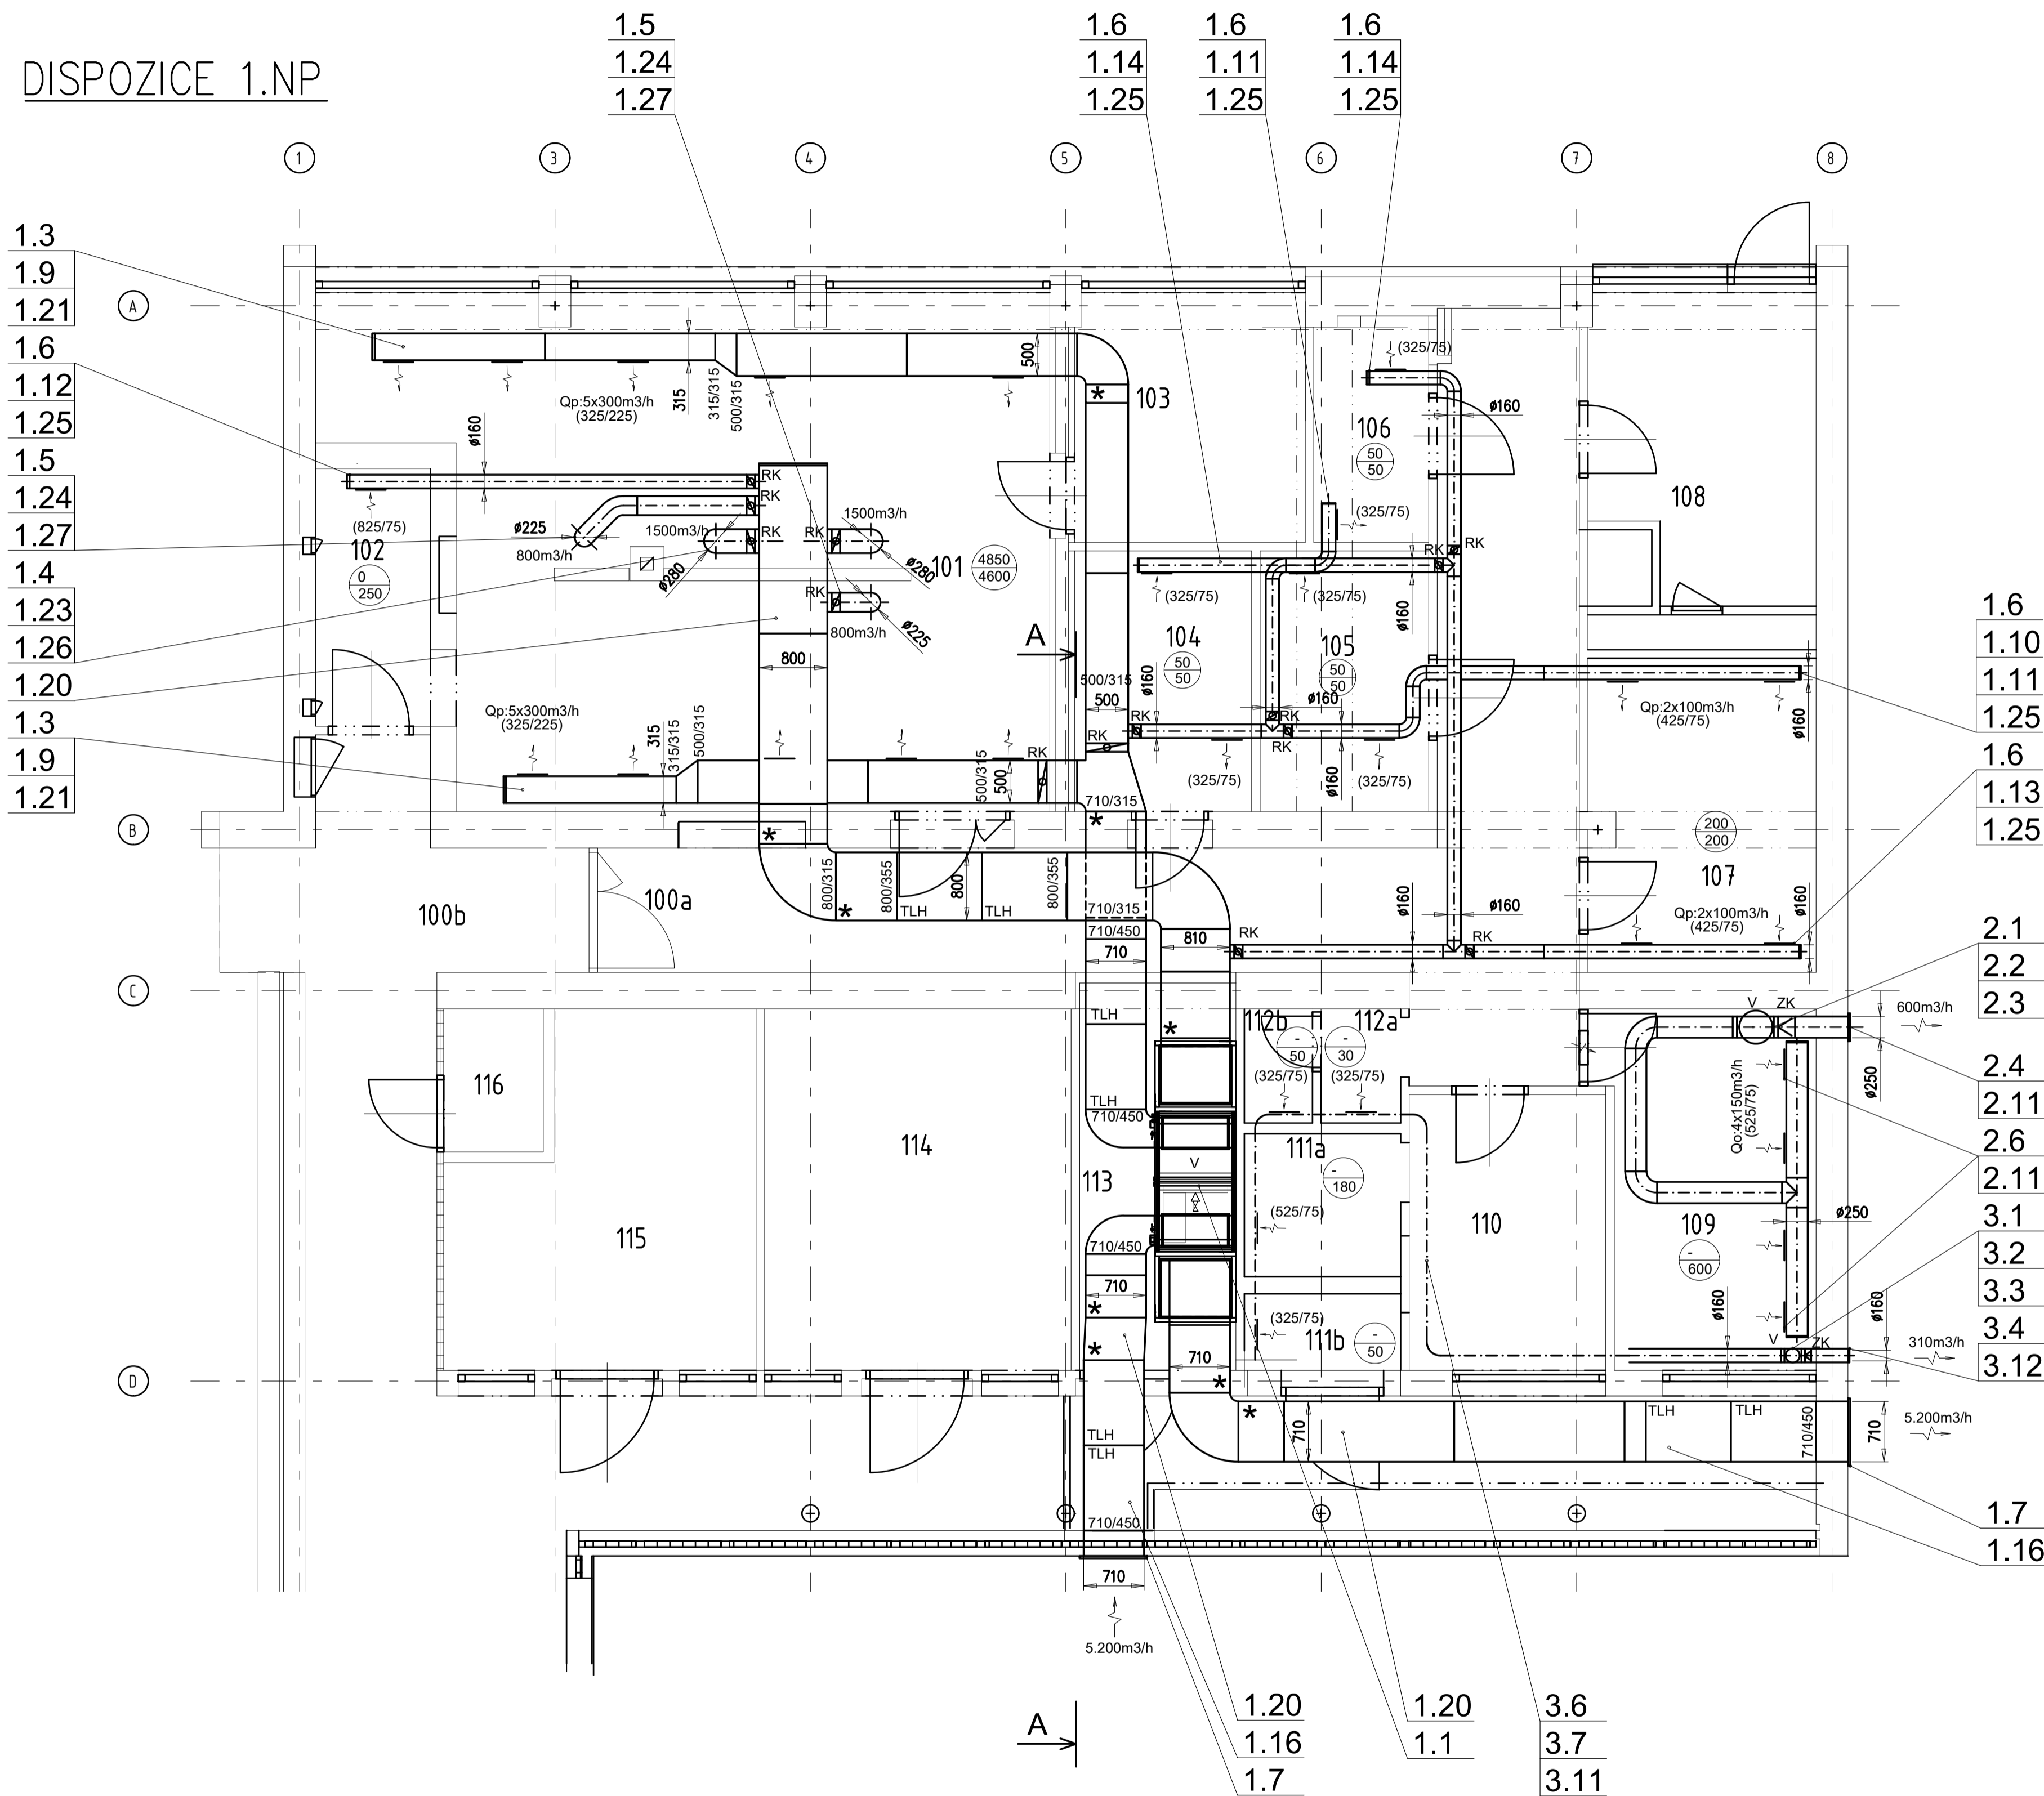 DISPOZICE 1.NP
1.5
1.24
1.27
1.6
1.14
1.25
1.6
1.11
1.25
1.6
1.14
1.25
1
3
4
5
6
7
8
A
B
C
D
1.3
1.9
1.21
1.6
1.12
1.25
1.5
1.24
1.27
1.4
1.23
1.26
1.20
1.3
1.9
1.21
Qp:5x300m3/h
(325/225)
315
315/315
500/315
500
*
103
(325/75)
106
50
50
ø160
108
ø160
RK
RK
(825/75)
102
0
250
ø225
800m3/h
1500m3/h
RK
RK
1500m3/h
ø280
ø280
101
4850
4600
RK
800m3/h
ø225
800
A
(325/75)
RK
RK
(325/75)
(325/75)
ø160
104
50
50
105
50
50
500/315
500
ø160
ø160
RK
RK
RK
RK
(325/75)
ø160
(325/75)
Qp:2x100m3/h
(425/75)
ø160
Qp:5x300m3/h
(325/225)
315
315/315
500/315
RK
500/315
500
710/315
*
*
800/315
800/355
800
800/355
*
TLH
TLH
710/315
710/450
710
810
RK
ø160
ø160
RK
200
200
107
Qp:2x100m3/h
(425/75)
ø160
100b
100a
1.6
1.10
1.11
1.25
1.6
1.13
1.25
2.1
2.2
2.3
2.4
2.11
2.6
2.11
3.1
3.2
3.3
3.4
3.12
1.7
1.16
TLH
*
TLH
710/450
112b
-
50
(325/75)
112a
-
30
(325/75)
V
ZK
600m3/h
ø250
Qo:4x150m3/h
(525/75)
116
114
115
113
V
111a
-
180
(525/75)
110
109
-
600
ø250
710/450
710
*
*
(325/75)
111b
-
50
ø160
V
ZK
ø160
310m3/h
710
*
*
710
TLH
TLH
710/450
710
5.200m3/h
TLH
TLH
710/450
710
5.200m3/h
A
1.20
1.16
1.7
1.20
1.1
3.6
3.7
3.11